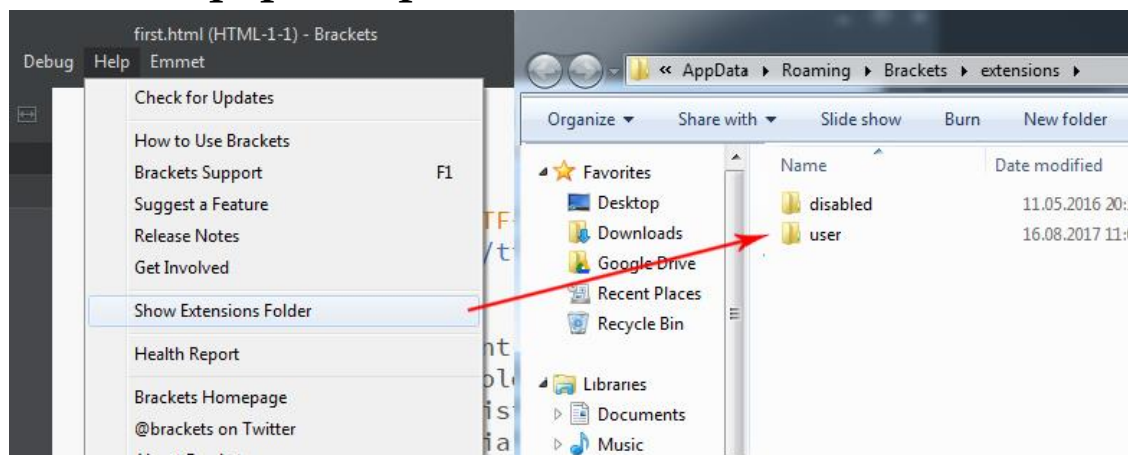 first.html (HTML-1-1) - Brackets
Debug Help Emmet
Check for Updates
How to Use Brackets
Brackets Support F1
Suggest a Feature
Release Notes
Get Involved
Show Extensions Folder
Health Report
Brackets Homepage
@brackets on Twitter
« AppData Roaming Brackets extensions
Organize Share with Slide show Burn New folder
Name Date modified
Favorites
Desktop
Downloads
Google Drive
Recent Places
Recycle Bin
Libraries
Documents
Music
disabled 11.05.2016 20:
user 16.08.2017 11: